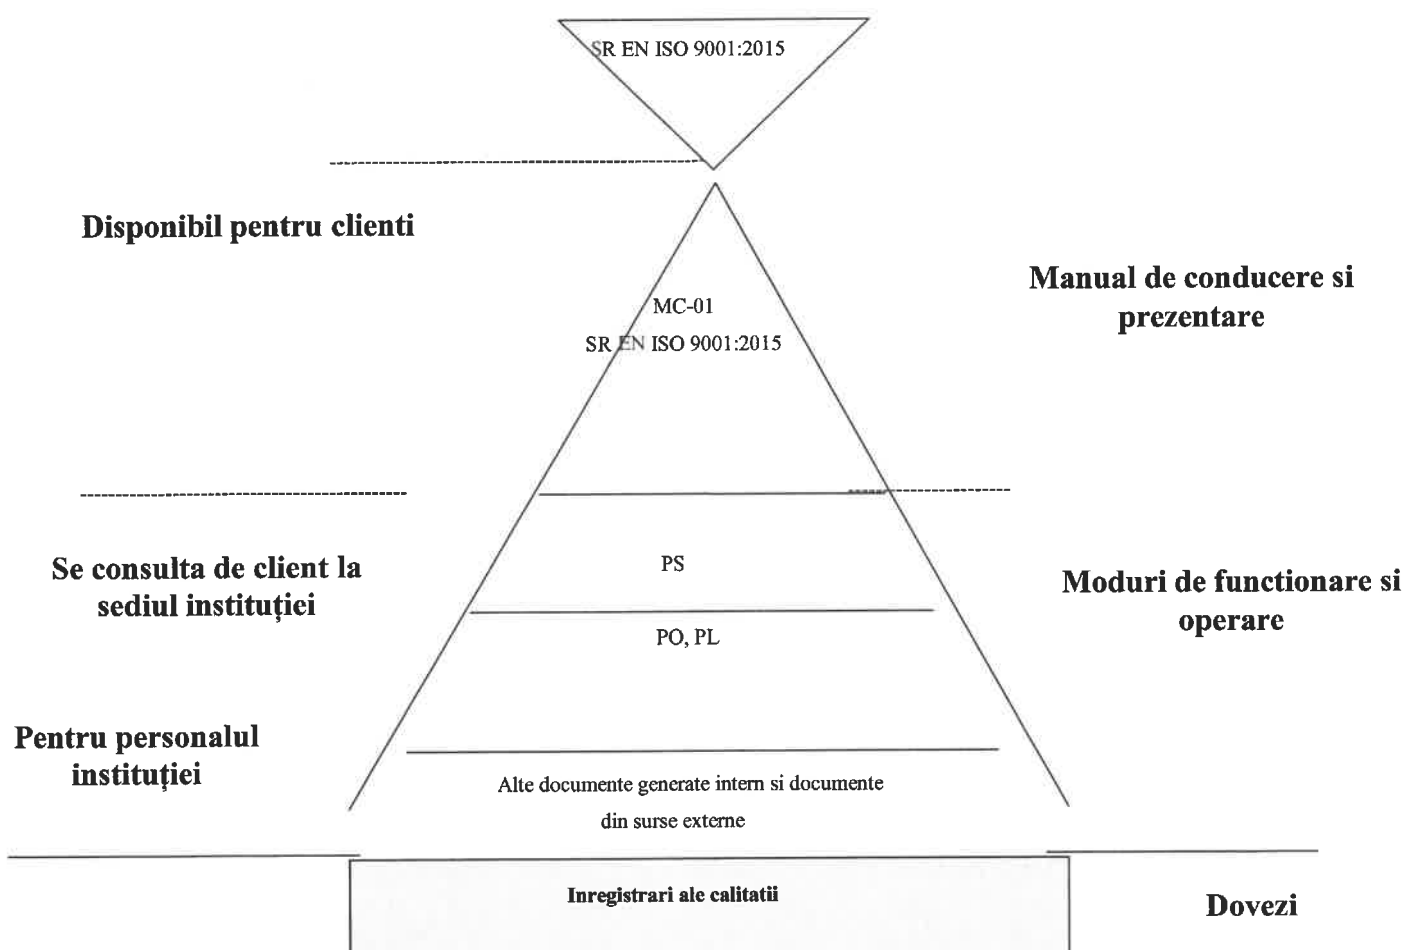 SR EN ISO 9001:2015
Disponibil pentru clienti
Manual de conducere si
prezentare
MC-01
SR EN ISO 9001:2015
Se consulta de client la
sediul instituției
PS
Moduri de functionare si
operare
PO, PL
Pentru personalul
instituției
Alte documente generate intern si documente
din surse externe
Inregistrari ale calitatii
Dovezi